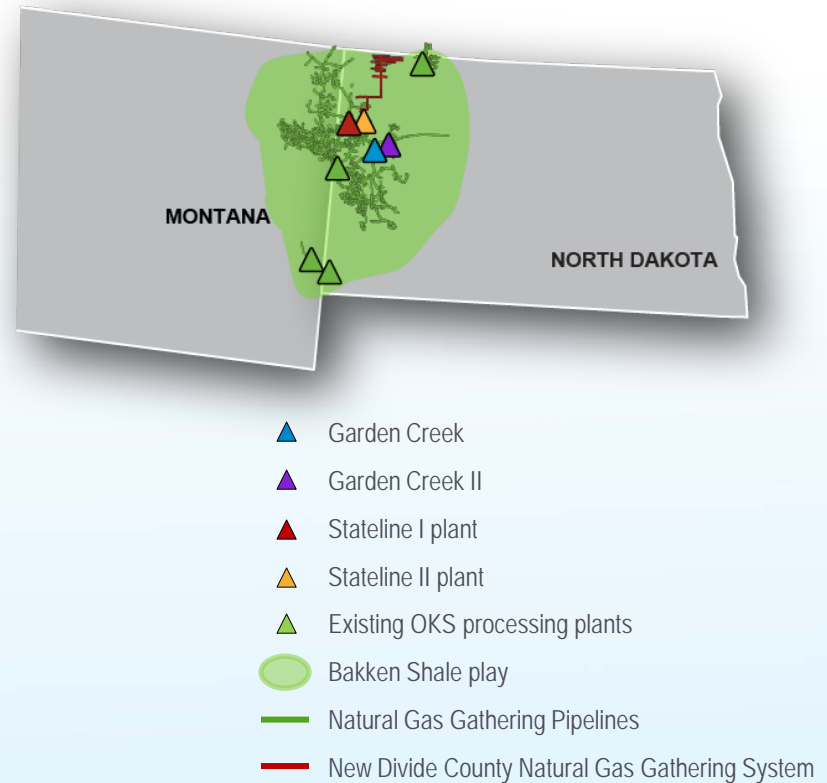 MONTANA
NORTH DAKOTA
Garden Creek
Garden Creek II
Stateline I plant
Stateline II plant
Existing OKS processing plants
Bakken Shale play
Natural Gas Gathering Pipelines
New Divide County Natural Gas Gathering System